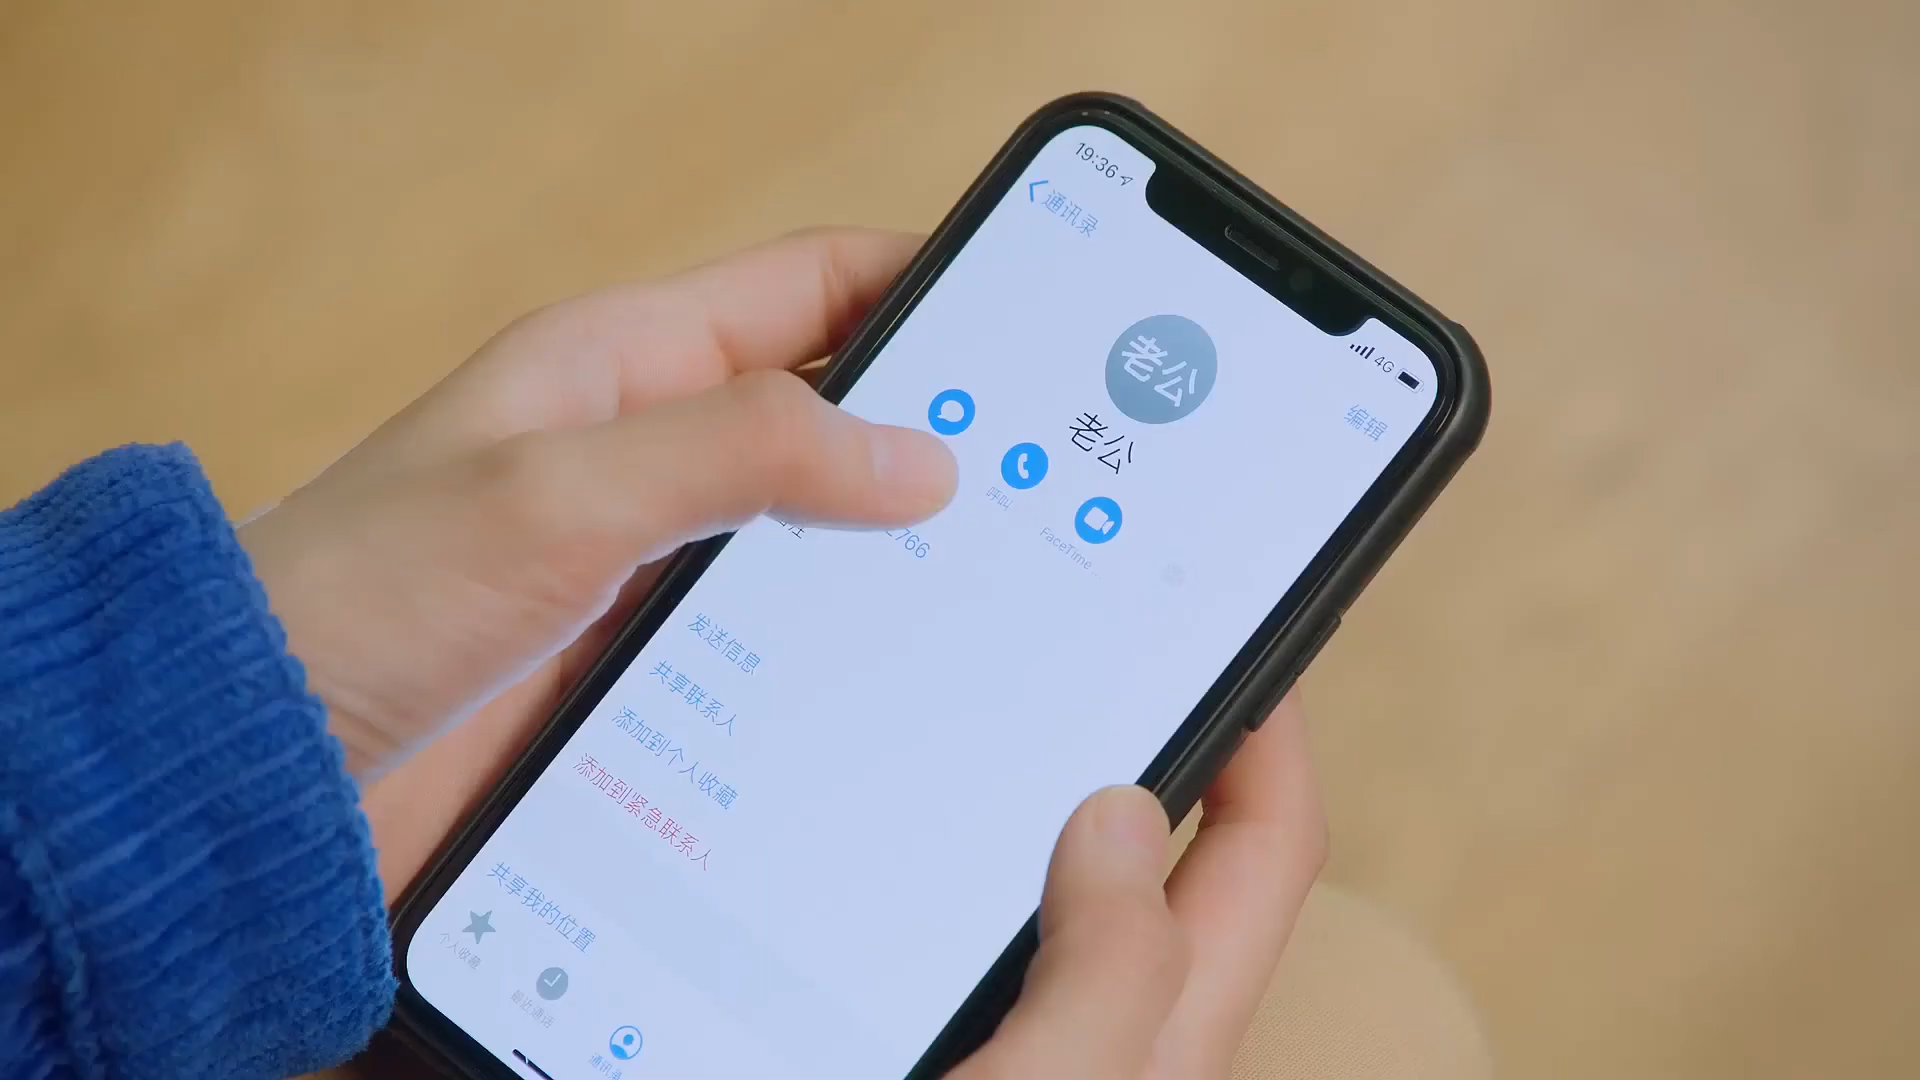 19:36
4G
通讯录
编辑
老公
老公
呼叫
FaceTime...
2766
发送信息
共享联系人
添加到个人收藏
添加到紧急联系人
共享我的位置
个人收藏
最近通话
通讯录